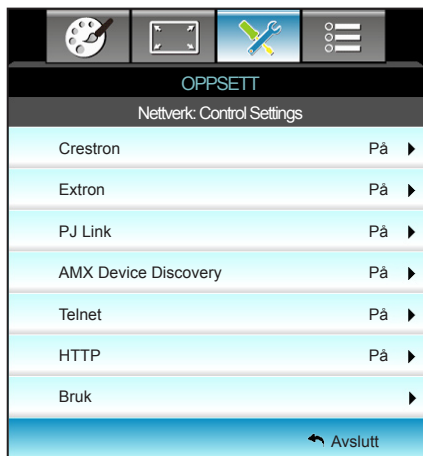 OPPSETT
Nettverk: Control Settings
Crestron På
Extron På
PJ Link På
AMX Device Discovery På
Telnet På
HTTP På
Bruk
Avslutt